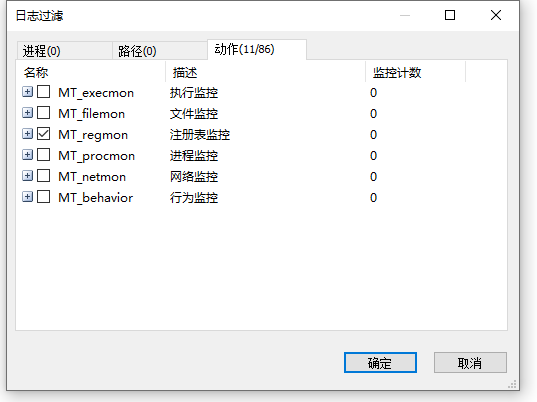 日志过滤
进程(0) 路径(0) 动作(11/86)
名称 描述 监控计数
MT_execmon 执行监控 0
MT_filemon 文件监控 0
MT_regmon 注册表监控 0
MT_procmon 进程监控 0
MT_netmon 网络监控 0
MT_behavior 行为监控 0
确定 取消